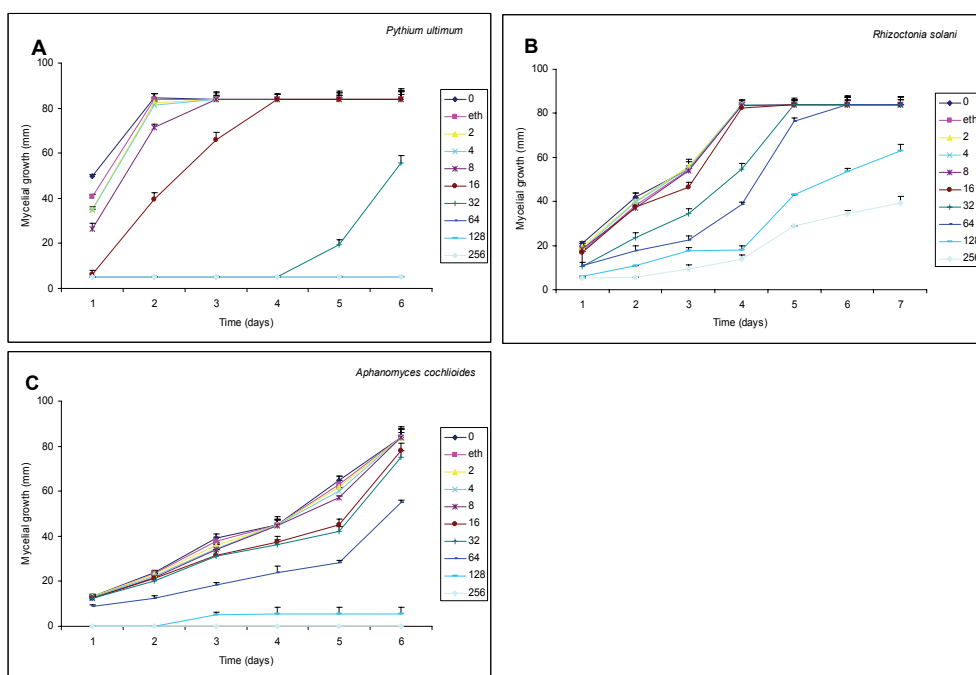 A
Pythium ultimum
100
80
60
40
20
0
Mycelial growth (mm)
1 2 3 4 5 6
Time (days)
0
eth
2
4
8
16
32
64
128
256
B
Rhizoctonia solani
100
80
60
40
20
0
Mycelial growth (mm)
1 2 3 4 5 6 7
Time (days)
0
eth
2
4
8
16
32
64
128
256
C
Aphanomyces cochlioides
100
80
60
40
20
0
Mycelial growth (mm)
1 2 3 4 5 6
Time (days)
0
eth
2
4
8
16
32
64
128
256